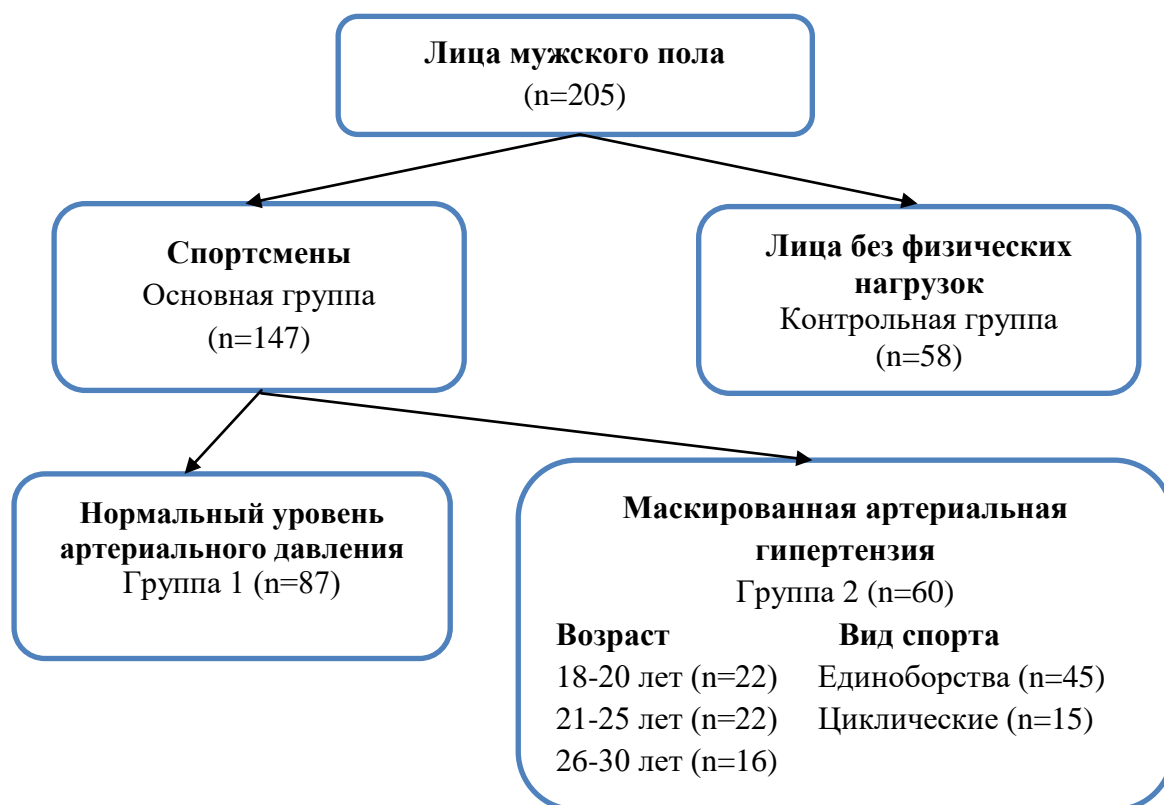 Лица мужского пола
(n=205)
Спортсмены
Основная группа
(n=147)
Лица без физических
нагрузок
Контрольная группа
(n=58)
Нормальный уровень
артериального давления
Группа 1 (n=87)
Маскированная артериальная
гипертензия
Группа 2 (n=60)
Возраст Вид спорта
18-20 лет (n=22) Единоборства (n=45)
21-25 лет (n=22) Циклические (n=15)
26-30 лет (n=16)